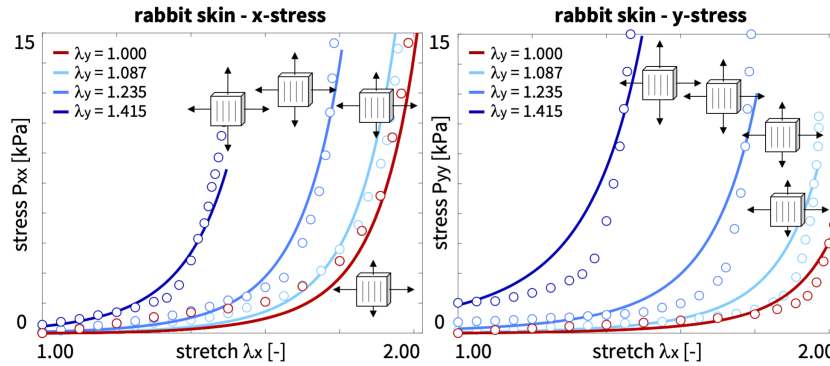 rabbit skin - x-stress
15
λy = 1.000
λy = 1.087
λy = 1.235
λy = 1.415
stress Pxx [kPa]
0
1.00
stretch λx [-]
2.00
rabbit skin - y-stress
15
λy = 1.000
λy = 1.087
λy = 1.235
λy = 1.415
stress Pyy [kPa]
0
1.00
stretch λx [-]
2.00